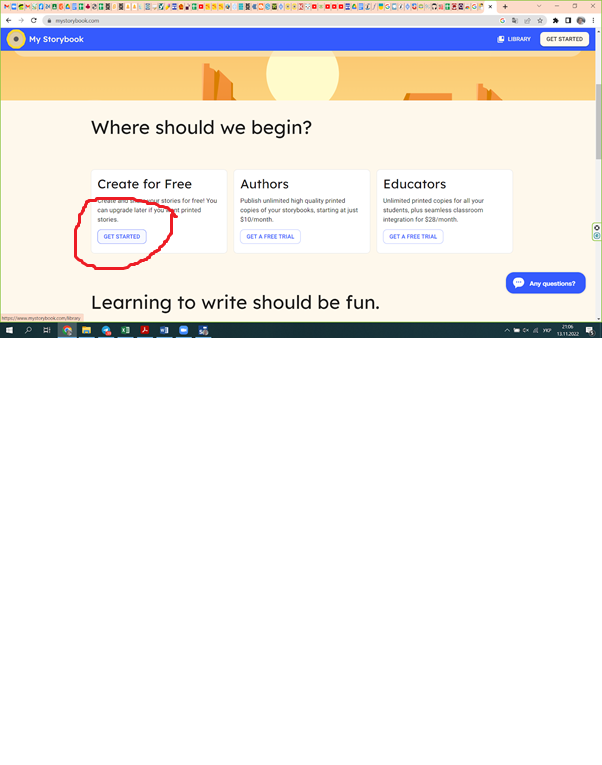 mystorybook.com
My Storybook
LIBRARY
GET STARTED
Where should we begin?
Create for Free
Create and share your stories for free! You
can upgrade later if you want printed
stories.
GET STARTED
Authors
Publish unlimited high quality printed
copies of your storybooks, starting at just
$10/month.
GET A FREE TRIAL
Educators
Unlimited printed copies for all your
students, plus seamless classroom
integration for $28/month.
GET A FREE TRIAL
Any questions?
Learning to write should be fun.
https://www.mystorybook.com/library
УКР
21:06
13.11.2022